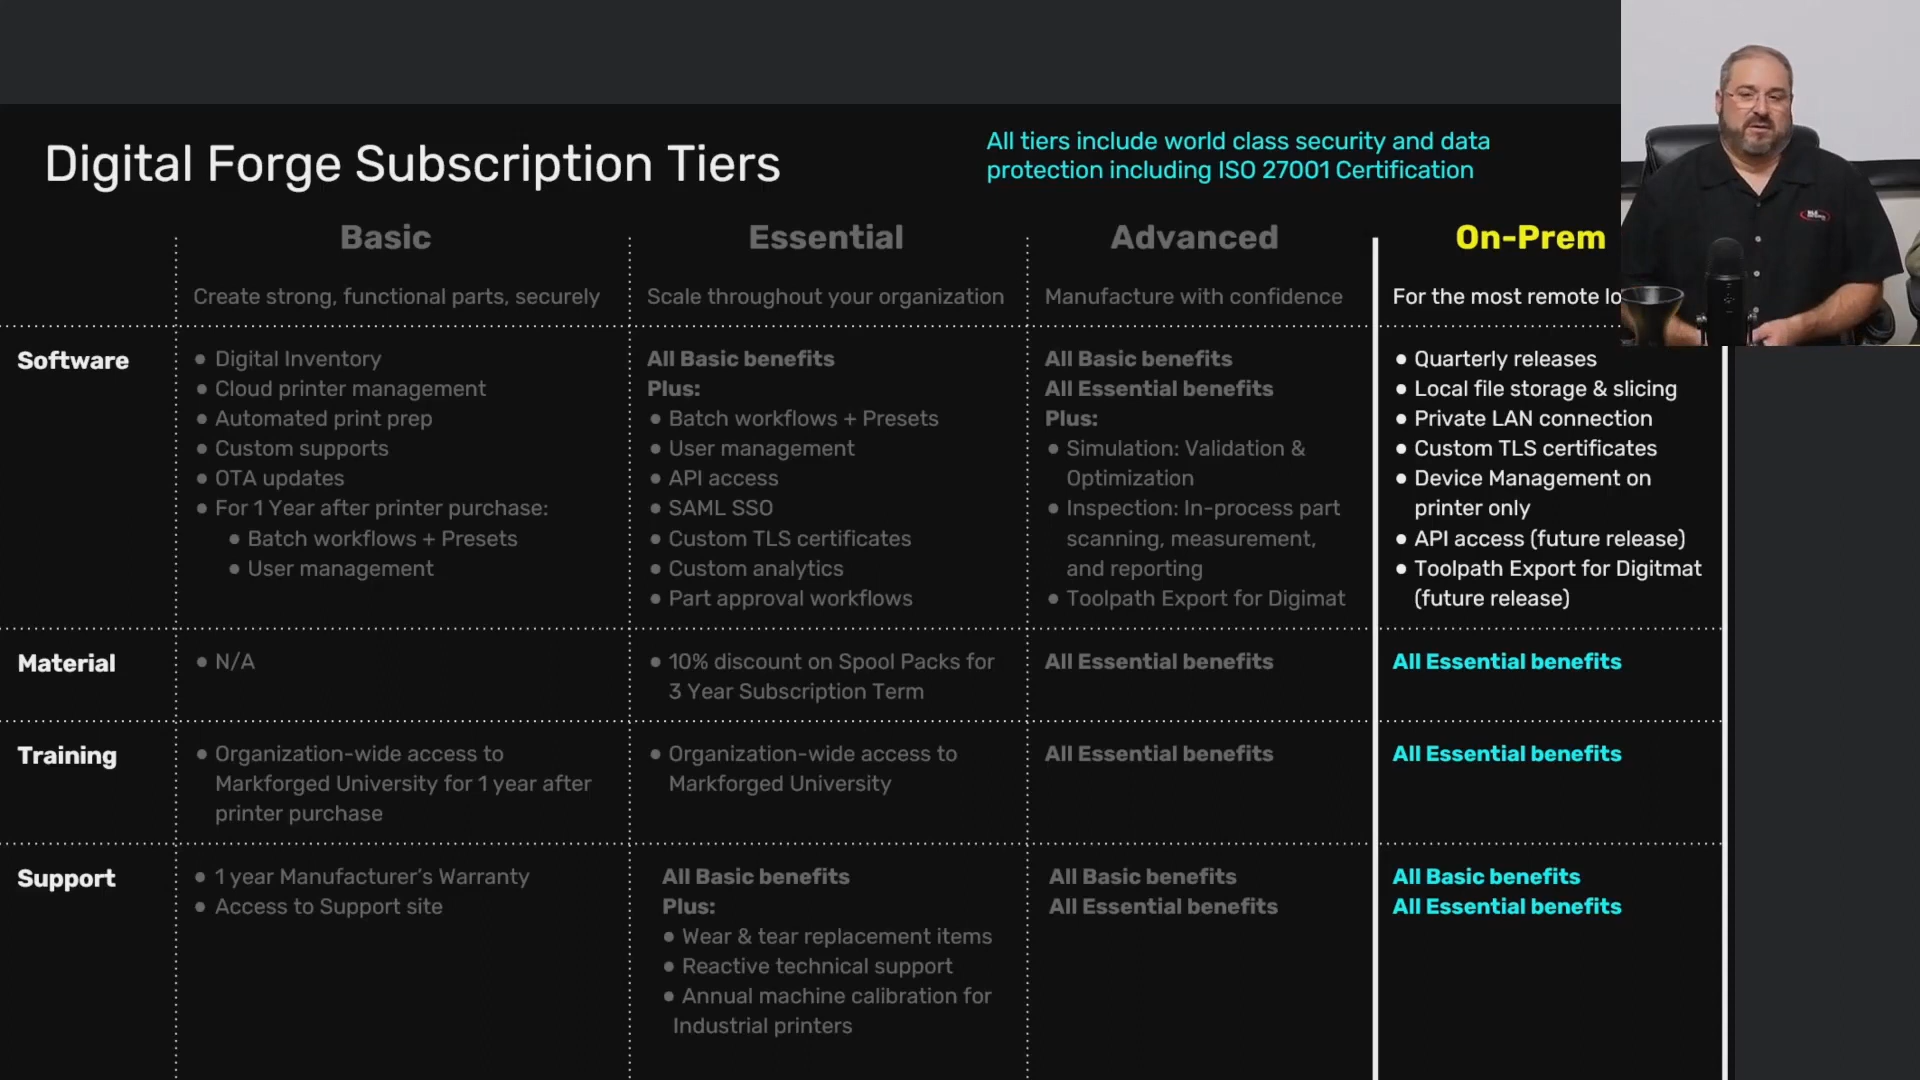 Digital Forge Subscription Tiers
All tiers include world class security and data
protection including ISO 27001 Certification
Basic
Create strong, functional parts, securely
Essential
Scale throughout your organization
Advanced
Manufacture with confidence
On-Prem
For the most remote lo
Software
● Digital Inventory
● Cloud printer management
● Automated print prep
● Custom supports
● OTA updates
● For 1 Year after printer purchase:
● Batch workflows + Presets
● User management
All Basic benefits
Plus:
● Batch workflows + Presets
● User management
● API access
● SAML SSO
● Custom TLS certificates
● Custom analytics
● Part approval workflows
All Basic benefits
All Essential benefits
Plus:
● Simulation: Validation &
Optimization
● Inspection: In-process part
scanning, measurement,
and reporting
● Toolpath Export for Digimat
● Quarterly releases
● Local file storage & slicing
● Private LAN connection
● Custom TLS certificates
● Device Management on
printer only
● API access (future release)
● Toolpath Export for Digitmat
(future release)
Material
● N/A
● 10% discount on Spool Packs for
3 Year Subscription Term
All Essential benefits
All Essential benefits
Training
● Organization-wide access to
Markforged University for 1 year after
printer purchase
● Organization-wide access to
Markforged University
All Essential benefits
All Essential benefits
Support
● 1 year Manufacturer's Warranty
● Access to Support site
All Basic benefits
Plus:
● Wear & tear replacement items
● Reactive technical support
● Annual machine calibration for
Industrial printers
All Basic benefits
All Essential benefits
All Basic benefits
All Essential benefits